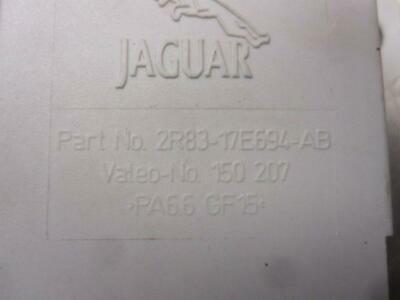 JAGUAR
Part No. 2R83-17E694-AB
Valeo-No. 150 207
>PA6.6 GF15<